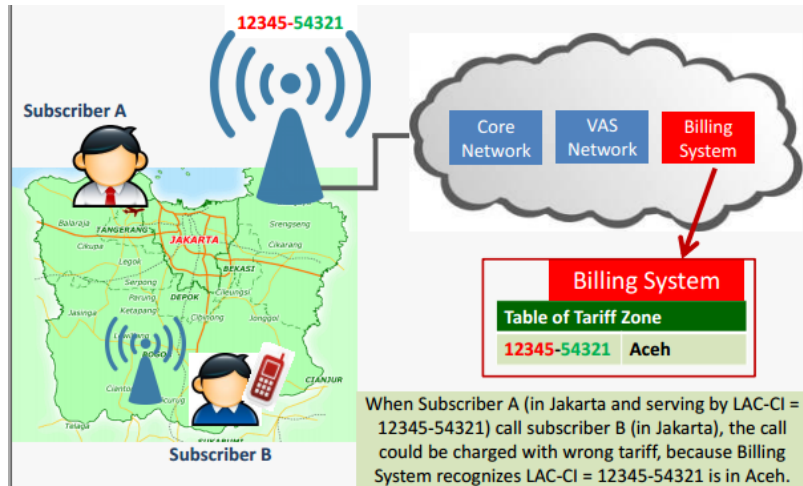 12345-54321
Subscriber A
Core
Network
VAS
Network
Billing
System
Balaraja
TANGERANG
Srengseng
Cikupa
JAKARTA
Cikarang
Legok
BEKASI
Serpong
Cileungsi
Parung
DEPOK
Jasinga
Ketapang
Cibinong
Jonggol
CIANJUR
Telaga
SUKABUMI
Subscriber B
Billing System
Table of Tariff Zone
12345-54321
Aceh
When Subscriber A (in Jakarta and serving by LAC-CI =
12345-54321) call subscriber B (in Jakarta), the call
could be charged with wrong tariff, because Billing
System recognizes LAC-CI = 12345-54321 is in Aceh.